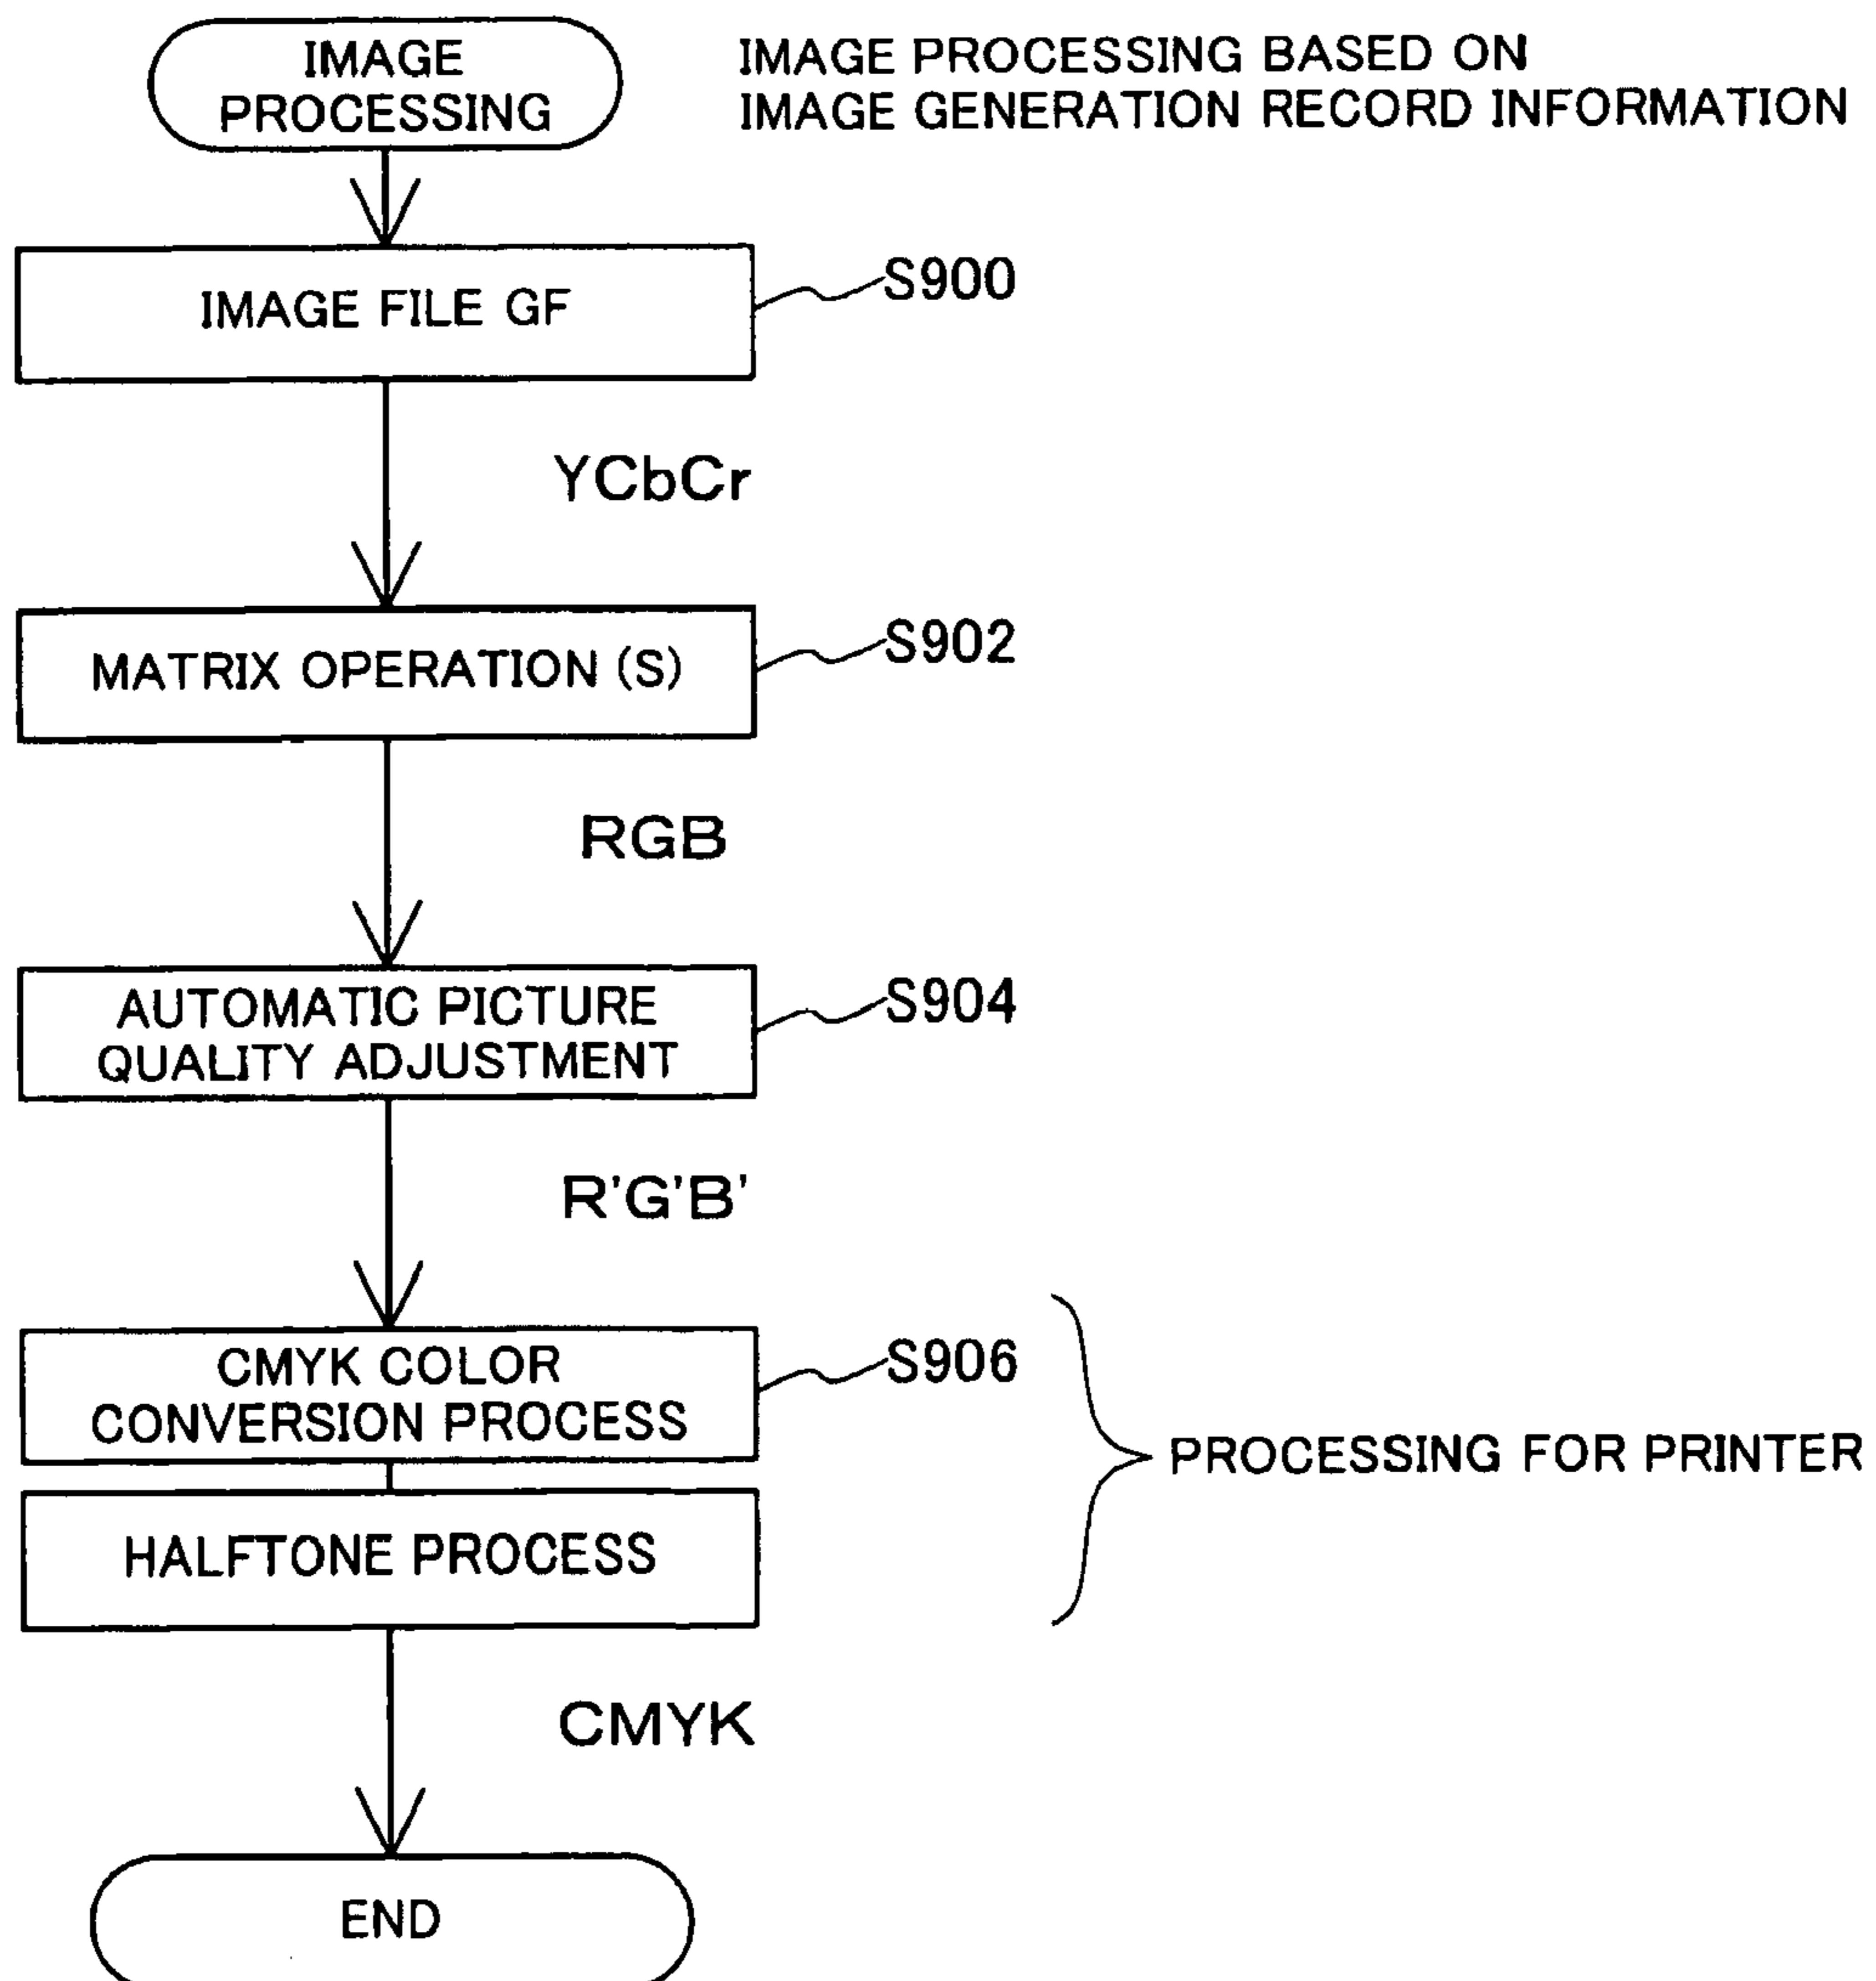 IMAGE
PROCESSING
IMAGE PROCESSING BASED ON
IMAGE GENERATION RECORD INFORMATION
IMAGE FILE GF
S900
YCbCr
MATRIX OPERATION (S)
S902
RGB
AUTOMATIC PICTURE
QUALITY ADJUSTMENT
S904
R'G'B'
CMYK COLOR
CONVERSION PROCESS
S906
PROCESSING FOR PRINTER
HALFTONE PROCESS
CMYK
END